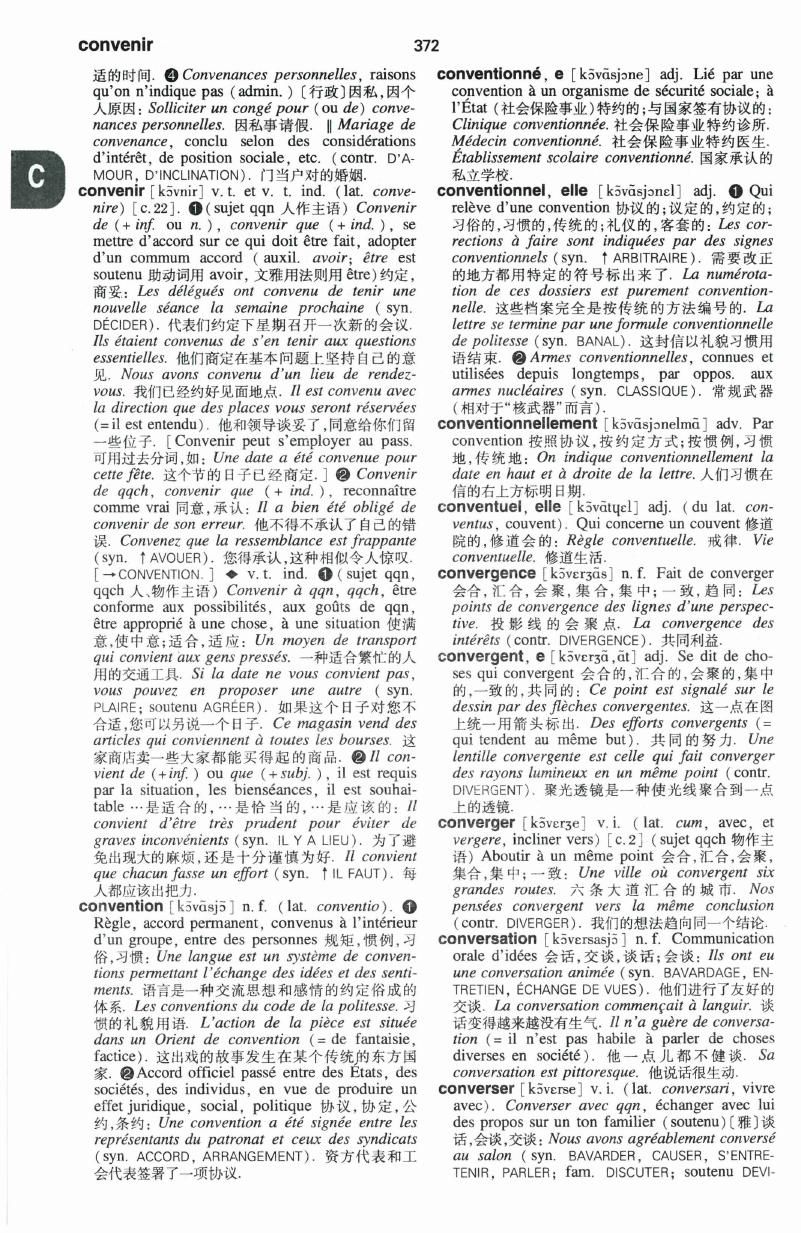 convenir
372
适的时间. ❹ Convenances personnelles, raisons
qu'on n'indique pas (admin.) [行政]因私,因个
人原因: Solliciter un congé pour (ou de) conve-
nances personnelles. 因私事请假. ‖ Mariage de
convenance, conclu selon des considérations
d'intérêt, de position sociale, etc. (contr. D'A-
MOUR, D'INCLINATION). 门当户对的婚姻.
C
convenir [kɔ̃vnir] v. t. et v. t. ind. (lat. conve-
nire) [c.22]. ❶(sujet qqn 人作主语) Convenir
de (+ inf. ou n.), convenir que (+ ind.), se
mettre d'accord sur ce qui doit être fait, adopter
d'un commum accord (auxil. avoir; être est
soutenu 助动词用 avoir, 文雅用法则用 être)约定,
商妥: Les délégués ont convenu de tenir une
nouvelle séance la semaine prochaine (syn.
DÉCIDER). 代表们约定下星期召开一次新的会议.
Ils étaient convenus de s'en tenir aux questions
essentielles. 他们商定在基本问题上坚持自己的意
见. Nous avons convenu d'un lieu de rendez-
vous. 我们已经约好见面地点. Il est convenu avec
la direction que des places vous seront réservées
(= il est entendu). 他和领导谈妥了,同意给你们留
一些位子. [Convenir peut s'employer au pass.
可用过去分词,如: Une date a été convenue pour
cette fête. 这个节的日子已经商定.] ❷ Convenir
de qqch, convenir que (+ ind.), reconnaître
comme vrai 同意,承认: Il a bien été obligé de
convenir de son erreur. 他不得不承认了自己的错
误. Convenez que la ressemblance est frappante
(syn. ↑AVOUER). 您得承认,这种相似令人惊叹.
[→CONVENTION.] ◆ v. t. ind. ❶ (sujet qqn,
qqch 人、物作主语) Convenir à qqn, qqch, être
conforme aux possibilités, aux goûts de qqn,
être approprié à une chose, à une situation 使满
意,使中意;适合,适应: Un moyen de transport
qui convient aux gens pressés. 一种适合繁忙的人
用的交通工具. Si la date ne vous convient pas,
vous pouvez en proposer une autre (syn.
PLAIRE; soutenu AGRÉER). 如果这个日子对您不
合适,您可以另说一个日子. Ce magasin vend des
articles qui conviennent à toutes les bourses. 这
家商店卖一些大家都能买得起的商品. ❷ Il con-
vient de (+ inf.) ou que (+ subj.), il est requis
par la situation, les bienséances, il est souhai-
table …是适合的, …是恰当的, …是应该的: Il
convient d'être très prudent pour éviter de
graves inconvénients (syn. IL Y A LIEU). 为了避
免出现大的麻烦,还是十分谨慎为好. Il convient
que chacun fasse un effort (syn. ↑IL FAUT). 每
人都应该出把力.
convention [kɔ̃vɑ̃sjɔ̃] n. f. (lat. conventio). ❶
Règle, accord permanent, convenus à l'intérieur
d'un groupe, entre des personnes 规矩,惯例,习
俗,习惯: Une langue est un système de conven-
tions permettant l'échange des idées et des senti-
ments. 语言是一种交流思想和感情的约定俗成的
体系. Les conventions du code de la politesse. 习
惯的礼貌用语. L'action de la pièce est située
dans un Orient de convention (= de fantaisie,
factice). 这出戏的故事发生在某个传统的东方国
家. ❷Accord officiel passé entre des États, des
sociétés, des individus, en vue de produire un
effet juridique, social, politique 协议,协定,公
约,条约: Une convention a été signée entre les
représentants du patronat et ceux des syndicats
(syn. ACCORD, ARRANGEMENT). 资方代表和工
会代表签署了一项协议.
conventionné, e [kɔ̃vɑ̃sjɔne] adj. Lié par une
convention à un organisme de sécurité sociale; à
l'État (社会保险事业)特约的;与国家签有协议的:
Clinique conventionnée. 社会保险事业特约诊所.
Médecin conventionné. 社会保险事业特约医生.
Établissement scolaire conventionné. 国家承认的
私立学校.
conventionnel, elle [kɔ̃vɑ̃sjɔnɛl] adj. ❶ Qui
relève d'une convention 协议的;议定的,约定的;
习俗的,习惯的,传统的;礼仪的,客套的: Les cor-
rections à faire sont indiquées par des signes
conventionnels (syn. ↑ARBITRAIRE). 需要改正
的地方都用特定的符号标出来了. La numérota-
tion de ces dossiers est purement convention-
nelle. 这些档案完全是按传统的方法编号的. La
lettre se termine par une formule conventionnelle
de politesse (syn. BANAL). 这封信以礼貌习惯用
语结束. ❷ Armes conventionnelles, connues et
utilisées depuis longtemps, par oppos. aux
armes nucléaires (syn. CLASSIQUE). 常规武器
(相对于“核武器”而言).
conventionnellement [kɔ̃vɑ̃sjɔnelmɑ̃] adv. Par
convention 按照协议,按约定方式;按惯例,习惯
地,传统地: On indique conventionnellement la
date en haut et à droite de la lettre. 人们习惯在
信的右上方标明日期.
conventuel, elle [kɔ̃vɑ̃tɥɛl] adj. (du lat. con-
ventus, couvent). Qui concerne un couvent 修道
院的,修道会的: Règle conventuelle. 戒律. Vie
conventuelle. 修道生活.
convergence [kɔ̃vɛrʒɑ̃s] n. f. Fait de converger
会合,汇合,会聚,集合,集中;一致,趋同: Les
points de convergence des lignes d'une perspec-
tive. 投影线的会聚点. La convergence des
intérêts (contr. DIVERGENCE). 共同利益.
convergent, e [kɔ̃vɛrʒɑ̃,ɑ̃t] adj. Se dit de cho-
ses qui convergent 会合的,汇合的,会聚的,集中
的,一致的,共同的: Ce point est signalé sur le
dessin par des flèches convergentes. 这一点在图
上统一用箭头标出. Des efforts convergents (=
qui tendent au même but). 共同的努力. Une
lentille convergente est celle qui fait converger
des rayons lumineux en un même point (contr.
DIVERGENT). 聚光透镜是一种使光线聚合到一点
上的透镜.
converger [kɔ̃vɛrʒe] v. i. (lat. cum, avec, et
vergere, incliner vers) [c.2] (sujet qqch 物作主
语) Aboutir à un même point 会合,汇合,会聚,
集合,集中;一致: Une ville où convergent six
grandes routes. 六条大道汇合的城市. Nos
pensées convergent vers la même conclusion
(contr. DIVERGER). 我们的想法趋向同一个结论.
conversation [kɔ̃vɛrsasjɔ̃] n. f. Communication
orale d'idées 会话,交谈,谈话;会谈: Ils ont eu
une conversation animée (syn. BAVARDAGE, EN-
TRETIEN, ÉCHANGE DE VUES). 他们进行了友好的
交谈. La conversation commençait à languir. 谈
话变得越来越没有生气. Il n'a guère de conversa-
tion (= il n'est pas habile à parler de choses
diverses en société). 他一点儿都不健谈. Sa
conversation est pittoresque. 他说话很生动.
converser [kɔ̃vɛrse] v. i. (lat. conversari, vivre
avec). Converser avec qqn, échanger avec lui
des propos sur un ton familier (soutenu)[雅]谈
话,会谈,交谈: Nous avons agréablement conversé
au salon (syn. BAVARDER, CAUSER, S'ENTRE-
TENIR, PARLER; fam. DISCUTER; soutenu DEVI-